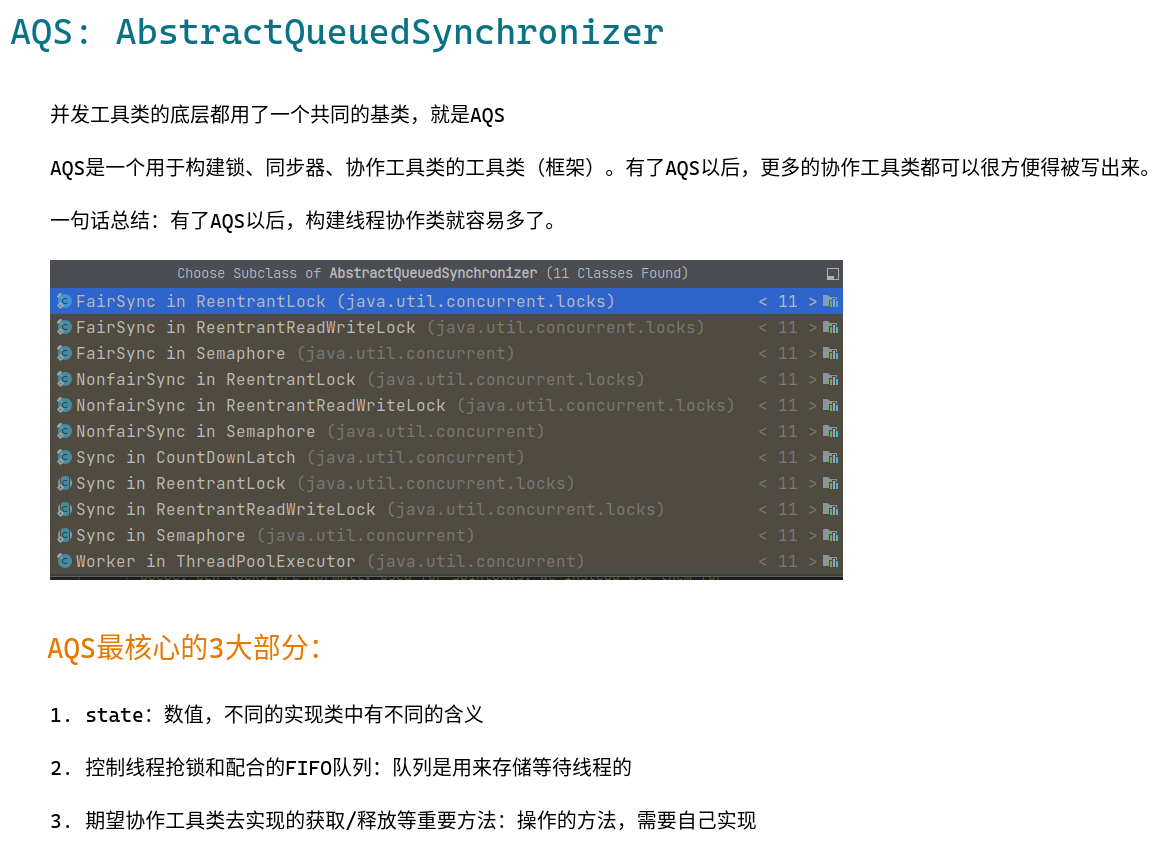 AQS: AbstractQueuedSynchronizer
并发工具类的底层都用了一个共同的基类，就是AQS
AQS是一个用于构建锁、同步器、协作工具类的工具类（框架）。有了AQS以后，更多的协作工具类都可以很方便得被写出来。
一句话总结：有了AQS以后，构建线程协作类就容易多了。
Choose Subclass of AbstractQueuedSynchronizer (11 Classes Found)
FairSync in ReentrantLock (java.util.concurrent.locks) < 11 >
FairSync in ReentrantReadWriteLock (java.util.concurrent.locks) < 11 >
FairSync in Semaphore (java.util.concurrent) < 11 >
NonfairSync in ReentrantLock (java.util.concurrent.locks) < 11 >
NonfairSync in ReentrantReadWriteLock (java.util.concurrent.locks) < 11 >
NonfairSync in Semaphore (java.util.concurrent) < 11 >
Sync in CountDownLatch (java.util.concurrent) < 11 >
Sync in ReentrantLock (java.util.concurrent.locks) < 11 >
Sync in ReentrantReadWriteLock (java.util.concurrent.locks) < 11 >
Sync in Semaphore (java.util.concurrent) < 11 >
Worker in ThreadPoolExecutor (java.util.concurrent) < 11 >
AQS最核心的3大部分：
1. state：数值，不同的实现类中有不同的含义
2. 控制线程抢锁和配合的FIFO队列：队列是用来存储等待线程的
3. 期望协作工具类去实现的获取/释放等重要方法：操作的方法，需要自己实现